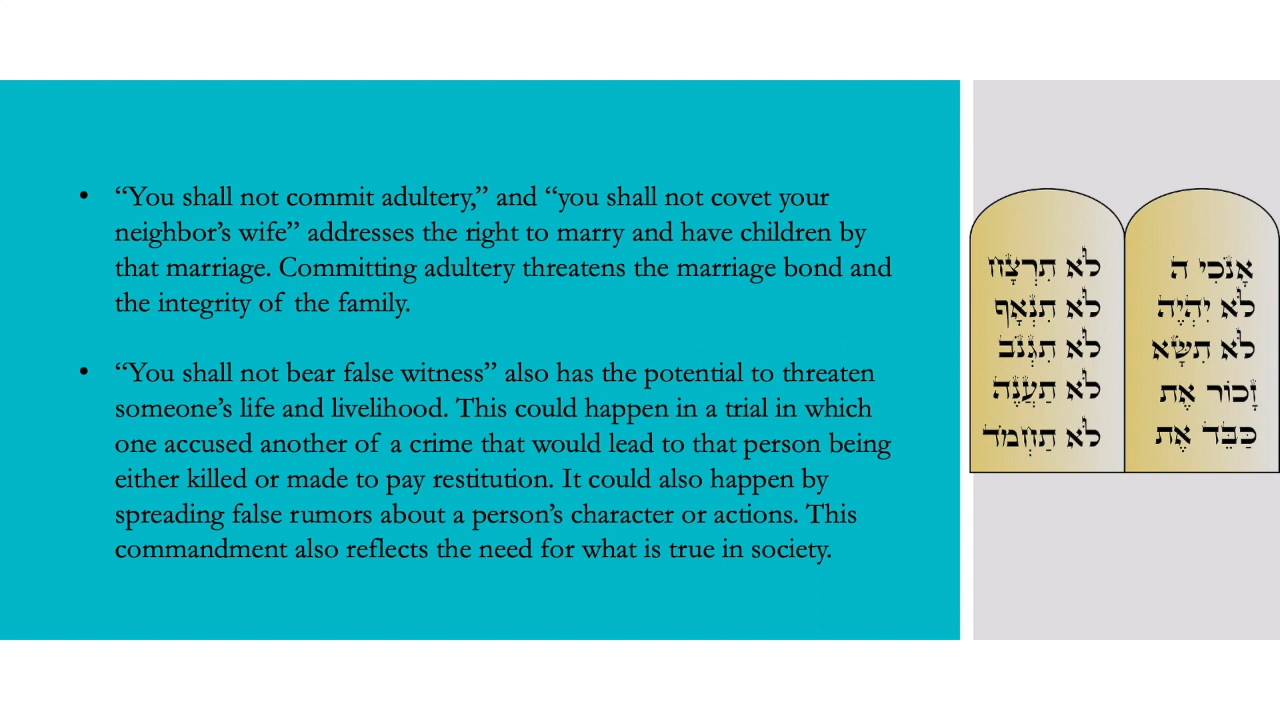 • “You shall not commit adultery,” and “you shall not covet your
neighbor’s wife” addresses the right to marry and have children by
that marriage. Committing adultery threatens the marriage bond and
the integrity of the family.
• “You shall not bear false witness” also has the potential to threaten
someone’s life and livelihood. This could happen in a trial in which
one accused another of a crime that would lead to that person being
either killed or made to pay restitution. It could also happen by
spreading false rumors about a person’s character or actions. This
commandment also reflects the need for what is true in society.
אָנֹכִי ה
לֹא יִהְיֶה
לֹא תִשָּׂא
זָכוֹר אֶת
כַּבֵּד אֶת
לֹא תִּרְצָח
לֹא תִּנְאָף
לֹא תִּגְנֹב
לֹא תַעֲנֶה
לֹא תַחְמֹד